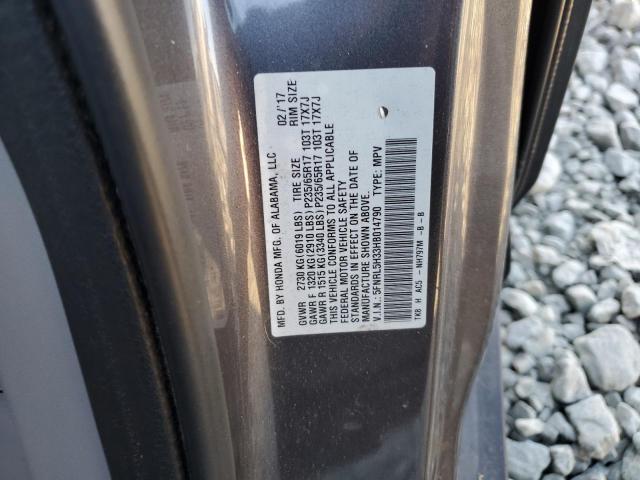 MFD. BY HONDA MFG. OF ALABAMA, LLC 02/'17
GVWR 2730 KG(6019 LBS) TIRE SIZE RIM SIZE
GAWR F 1320 KG(2910 LBS) P235/65R17 103T 17X7J
GAWR R 1515 KG(3340 LBS) P235/65R17 103T 17X7J
THIS VEHICLE CONFORMS TO ALL APPLICABLE
FEDERAL MOTOR VEHICLE SAFETY
STANDARDS IN EFFECT ON THE DATE OF
MANUFACTURE SHOWN ABOVE.
V.I.N.: 5FNRL5H33HB014790 TYPE: MPV
TK8 H AC5 - NH797M -B -B